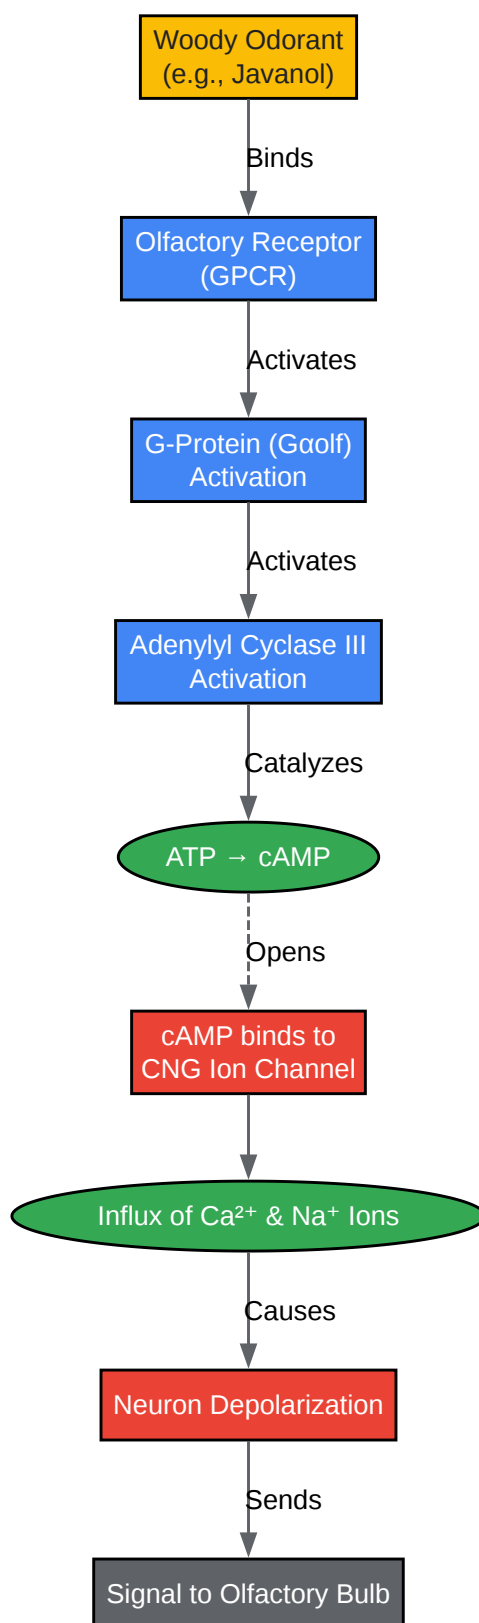 Woody Odorant
(e.g., Javanol)
Binds
Olfactory Receptor
(GPCR)
Activates
G-Protein (Gαolf)
Activation
Activates
Adenylyl Cyclase III
Activation
Catalyzes
ATP → cAMP
Opens
cAMP binds to
CNG Ion Channel
Influx of Ca²⁺ & Na⁺ Ions
Causes
Neuron Depolarization
Sends
Signal to Olfactory Bulb